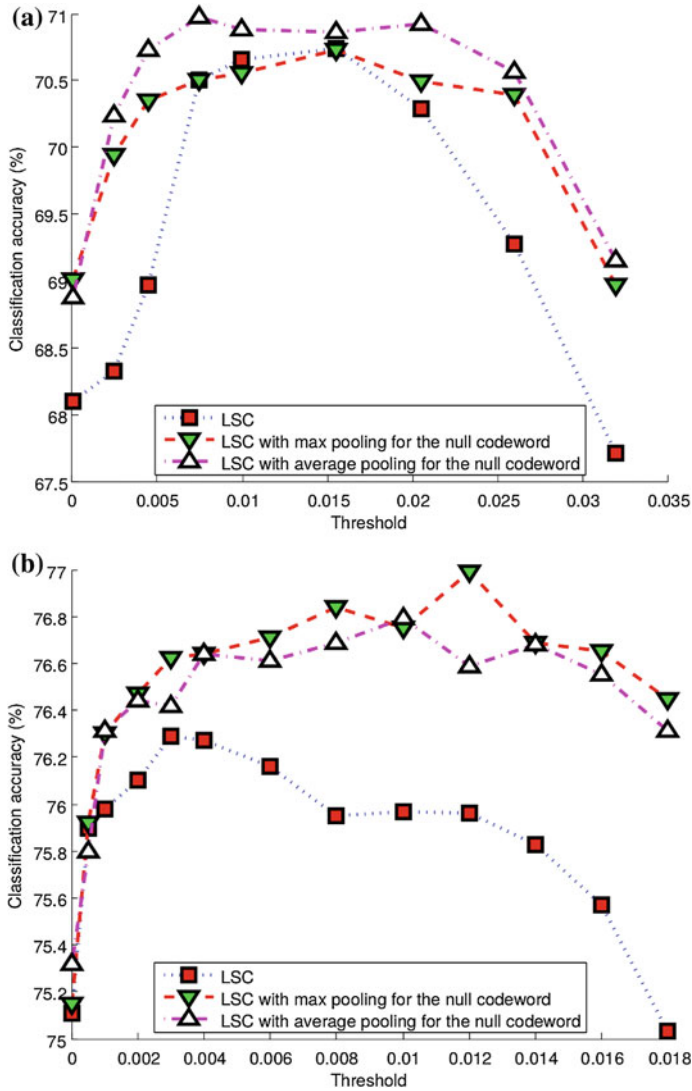 (a)
71
70.5
70
69.5
69
68.5
68
67.5
Classification accuracy (%)
LSC
LSC with max pooling for the null codeword
LSC with average pooling for the null codeword
0 0.005 0.01 0.015 0.02 0.025 0.03 0.035
Threshold
(b)
77
76.8
76.6
76.4
76.2
76
75.8
75.6
75.4
75.2
75
Classification accuracy (%)
LSC
LSC with max pooling for the null codeword
LSC with average pooling for the null codeword
0 0.002 0.004 0.006 0.008 0.01 0.012 0.014 0.016 0.018
Threshold